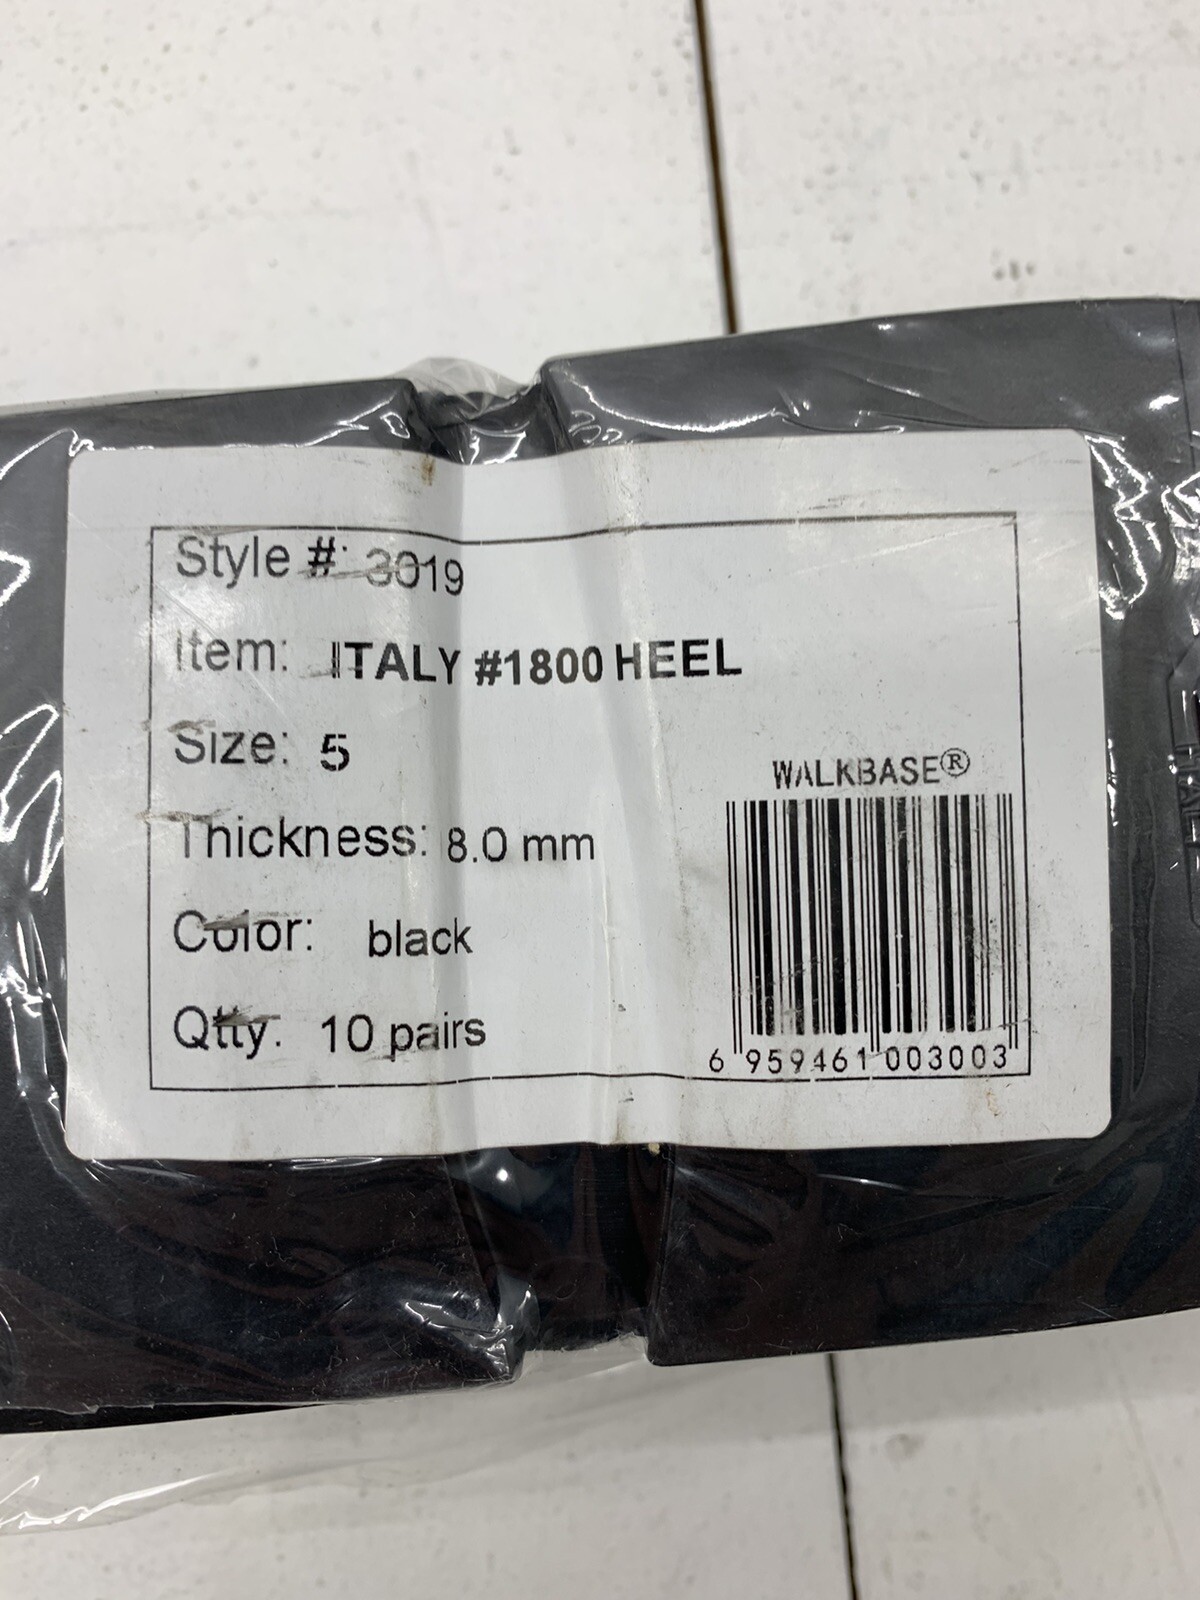 Style #: 3019
Item: ITALY #1800 HEEL
Size: 5
Thickness: 8.0 mm
Color: black
Qtty: 10 pairs
WALKBASE®
6 959461 003003